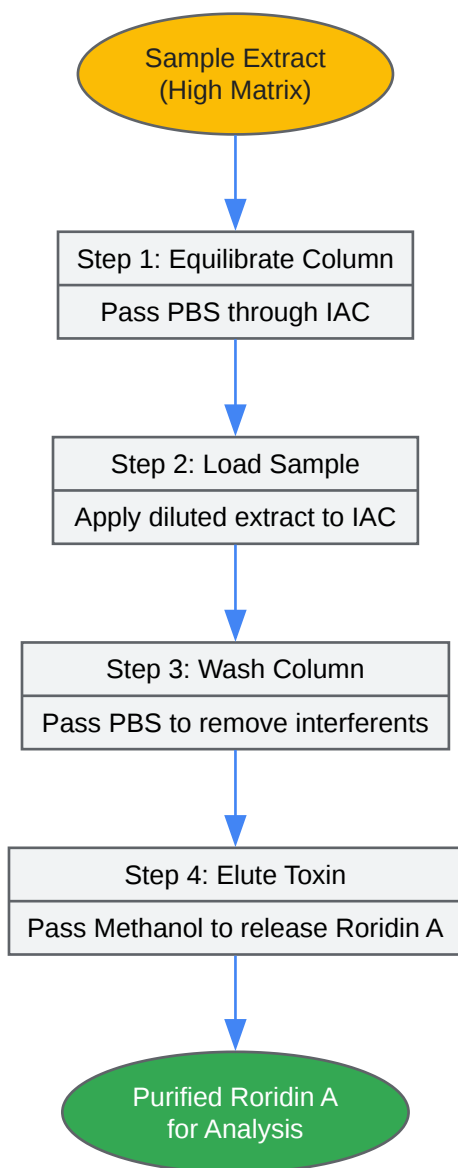 Sample Extract
(High Matrix)
Step 1: Equilibrate Column
Pass PBS through IAC
Step 2: Load Sample
Apply diluted extract to IAC
Step 3: Wash Column
Pass PBS to remove interferents
Step 4: Elute Toxin
Pass Methanol to release Roridin A
Purified Roridin A
for Analysis